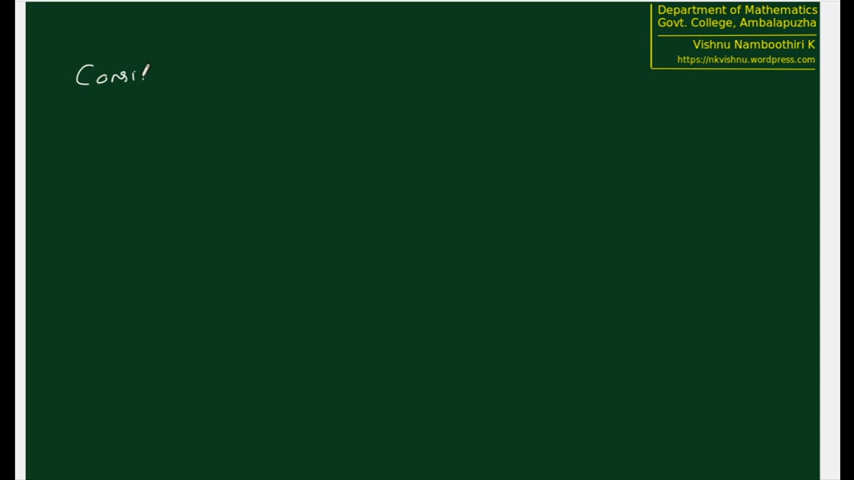 Department of Mathematics
Govt. College, Ambalapuzha
Vishnu Namboothiri K
https://nkvishnu.wordpress.com
Consi